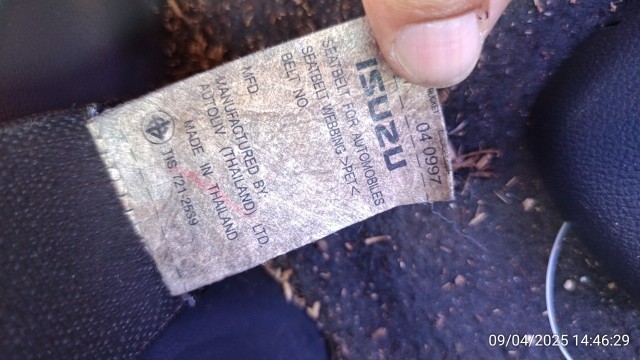 04 0997
ISUZU
SEATBELT FOR AUTOMOBILES
SEATBELT WEBBING >PET<
BELT NO.
MFD.
MANUFACTURED BY
AUTOLIV (THAILAND) LTD
MADE IN THAILAND
TIS 721-2539
09/04/2025 14:46:29